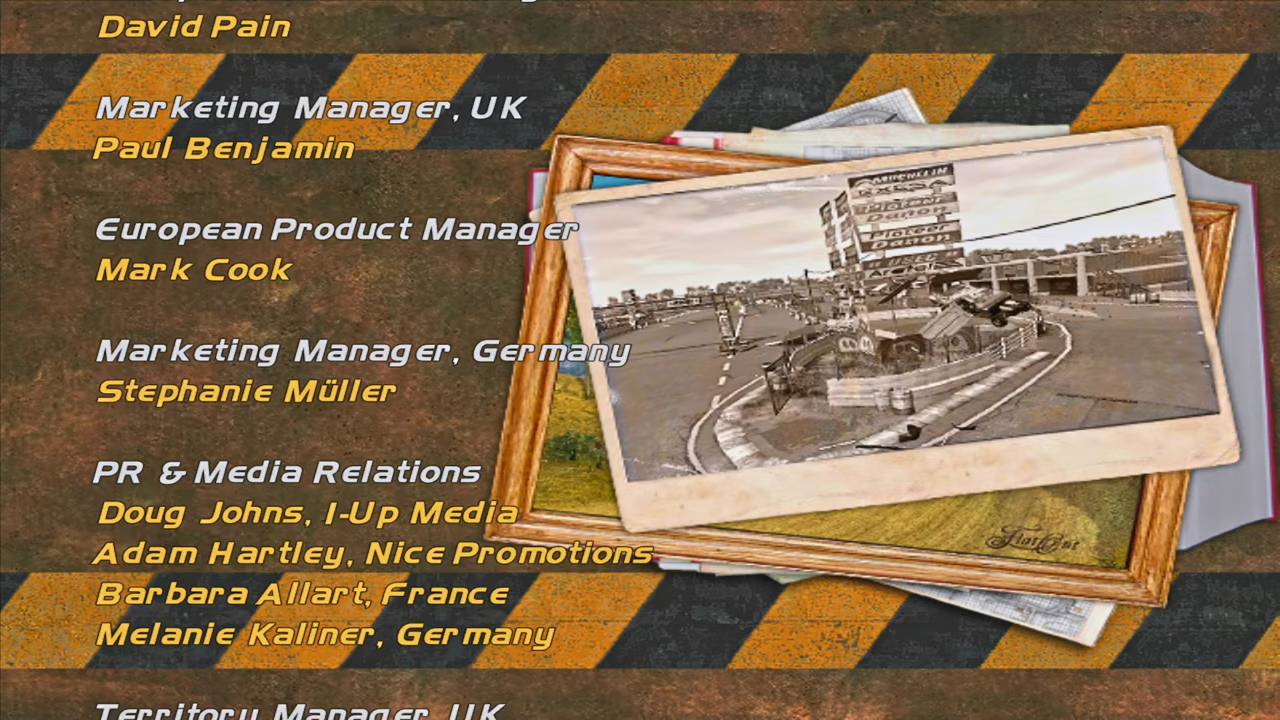 David Pain
Marketing Manager, UK
Paul Benjamin
European Product Manager
Mark Cook
Marketing Manager, Germany
Stephanie Müller
PR & Media Relations
Doug Johns, 1-Up Media
Adam Hartley, Nice Promotions
Barbara Allart, France
Melanie Kaliner, Germany
Territory Manager, UK
FlatOut